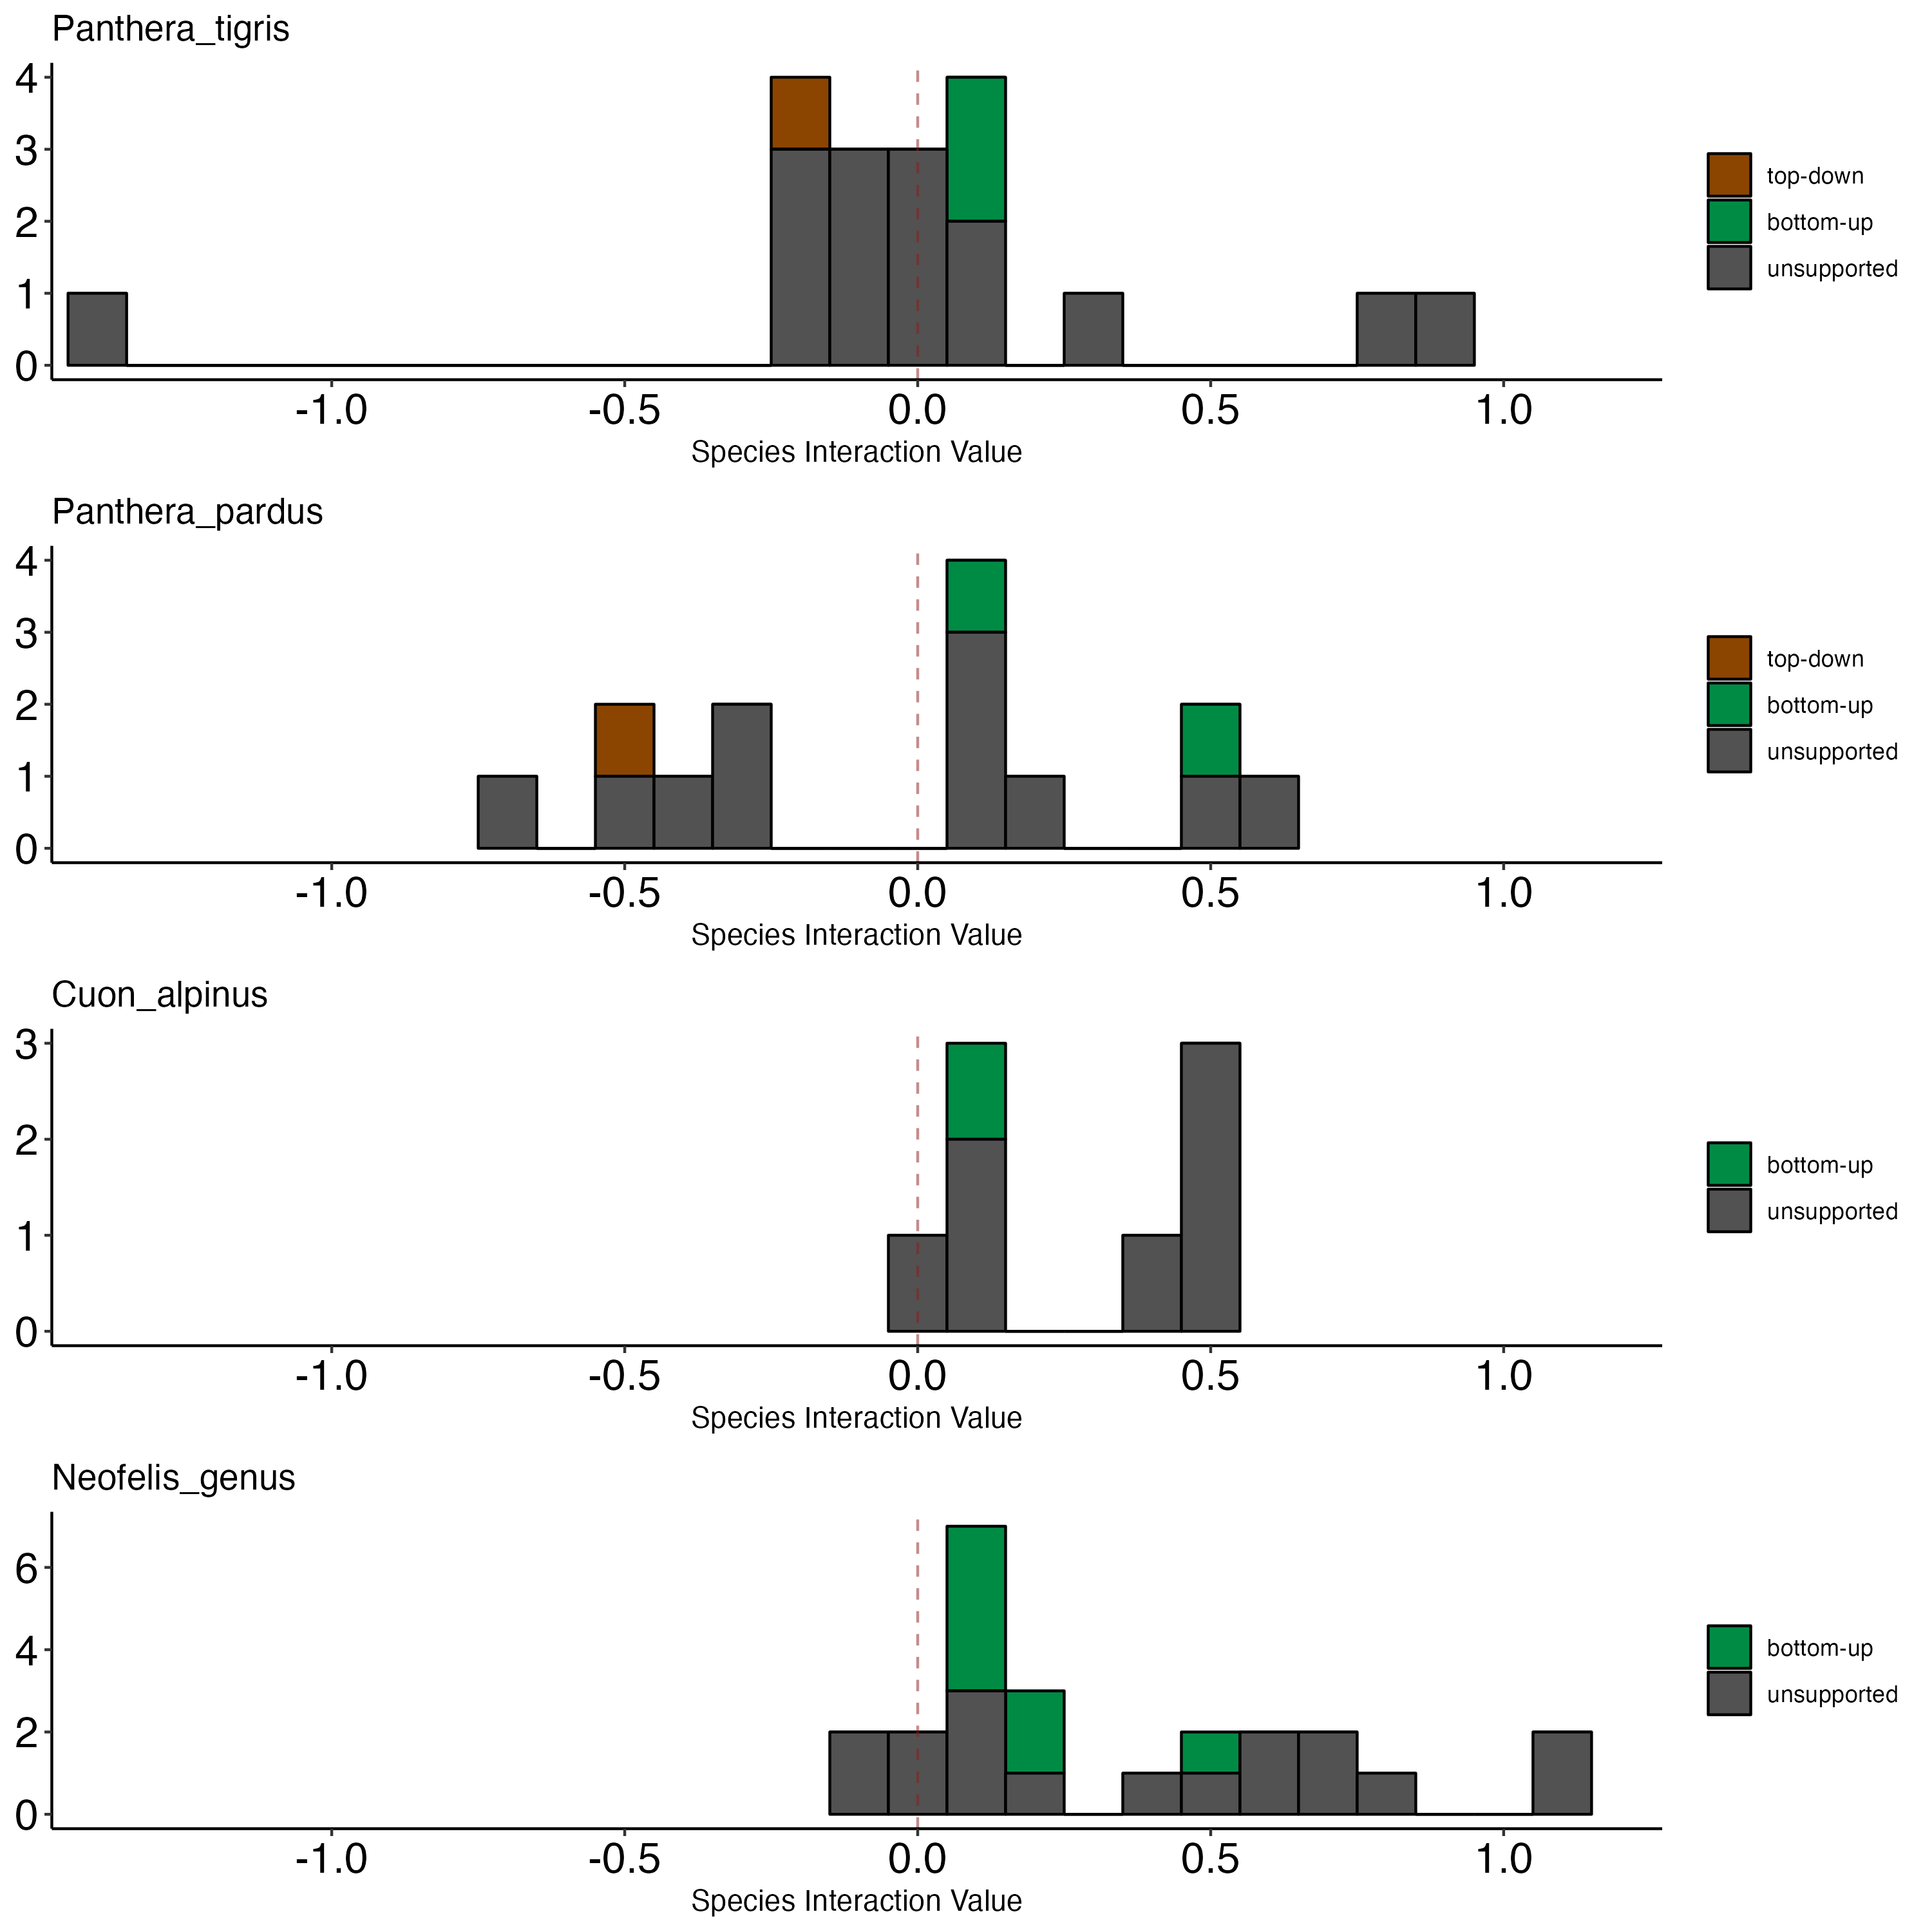 Panthera_tigris
4
3
2
1
0
-1.0 -0.5 0.0 0.5 1.0
Species Interaction Value
top-down
bottom-up
unsupported
Panthera_pardus
4
3
2
1
0
-1.0 -0.5 0.0 0.5 1.0
Species Interaction Value
top-down
bottom-up
unsupported
Cuon_alpinus
3
2
1
0
-1.0 -0.5 0.0 0.5 1.0
Species Interaction Value
bottom-up
unsupported
Neofelis_genus
6
4
2
0
-1.0 -0.5 0.0 0.5 1.0
Species Interaction Value
bottom-up
unsupported